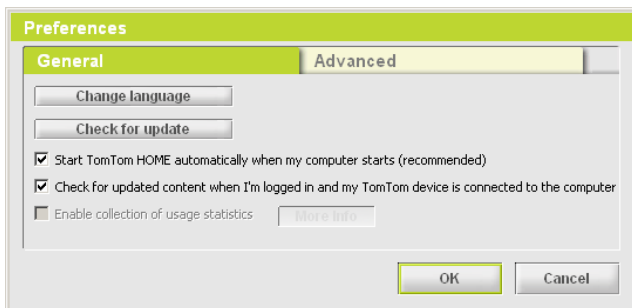 Preferences
General Advanced
Change language
Check for update
Start TomTom HOME automatically when my computer starts (recommended)
Check for updated content when I'm logged in and my TomTom device is connected to the computer
Enable collection of usage statistics More info
OK Cancel